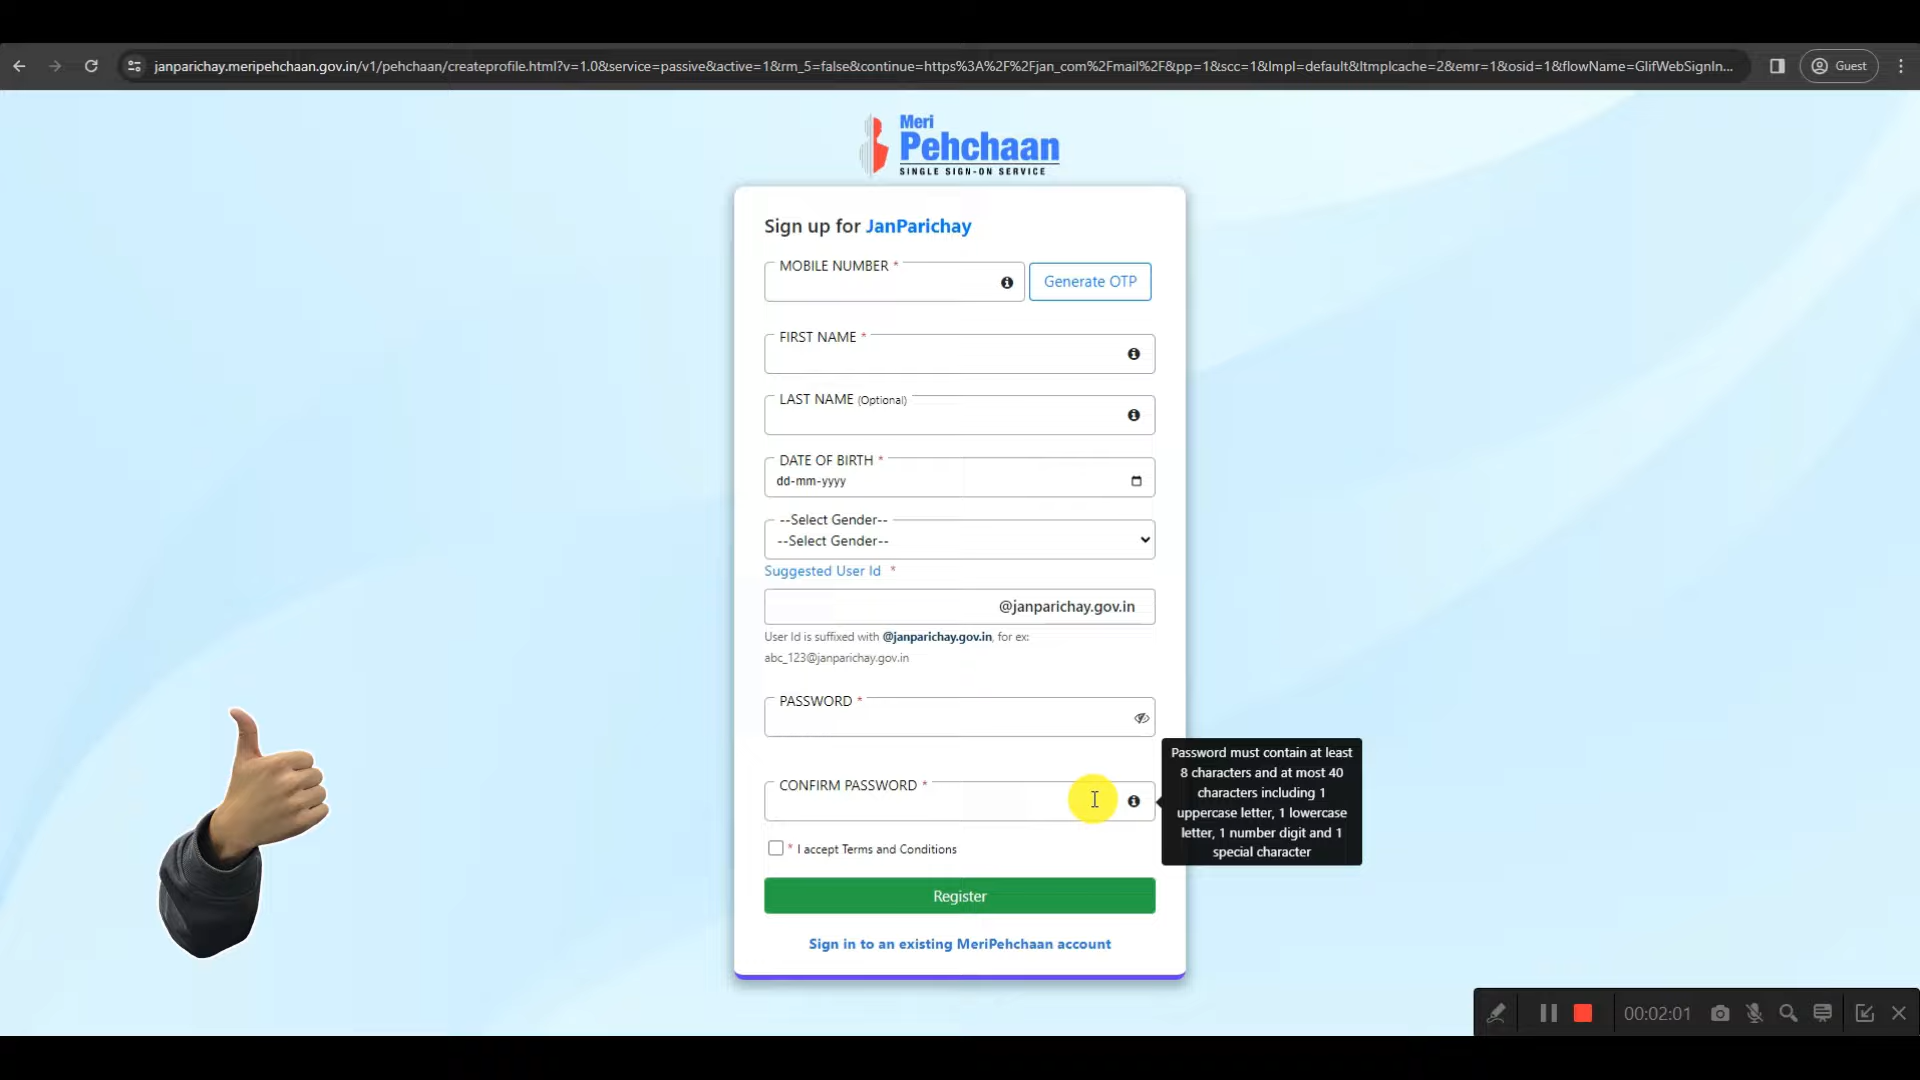 janparichay.meripehchaan.gov.in/v1/pehchaan/createprofile.html?v=1.0&service=passive&active=1&rm_5=false&continue=https%3A%2F%2Fjan_com%2Fmail%2F&pp=1&scc=1&lmpl=default&ltmplcache=2&emr=1&osid=1&flowName=GlifWebSignIn...
Guest
Meri
Pehchaan
SINGLE SIGN-ON SERVICE
Sign up for JanParichay
MOBILE NUMBER *
Generate OTP
FIRST NAME *
LAST NAME (Optional)
DATE OF BIRTH *
dd-mm-yyyy
--Select Gender--
--Select Gender--
Suggested User Id *
@janparichay.gov.in
User Id is suffixed with @janparichay.gov.in, for ex:
abc_123@janparichay.gov.in
PASSWORD *
CONFIRM PASSWORD *
Password must contain at least
8 characters and at most 40
characters including 1
uppercase letter, 1 lowercase
letter, 1 number digit and 1
special character
* I accept Terms and Conditions
Register
Sign in to an existing MeriPehchaan account
00:02:01